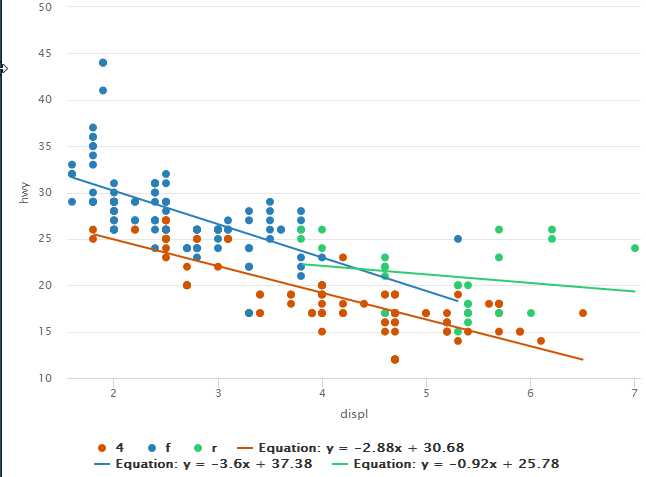 50
45
40
35
30
25
20
15
10
hwy
2 3 4 5 6 7
displ
4 f r Equation: y = −2.88x + 30.68
Equation: y = −3.6x + 37.38 Equation: y = −0.92x + 25.78